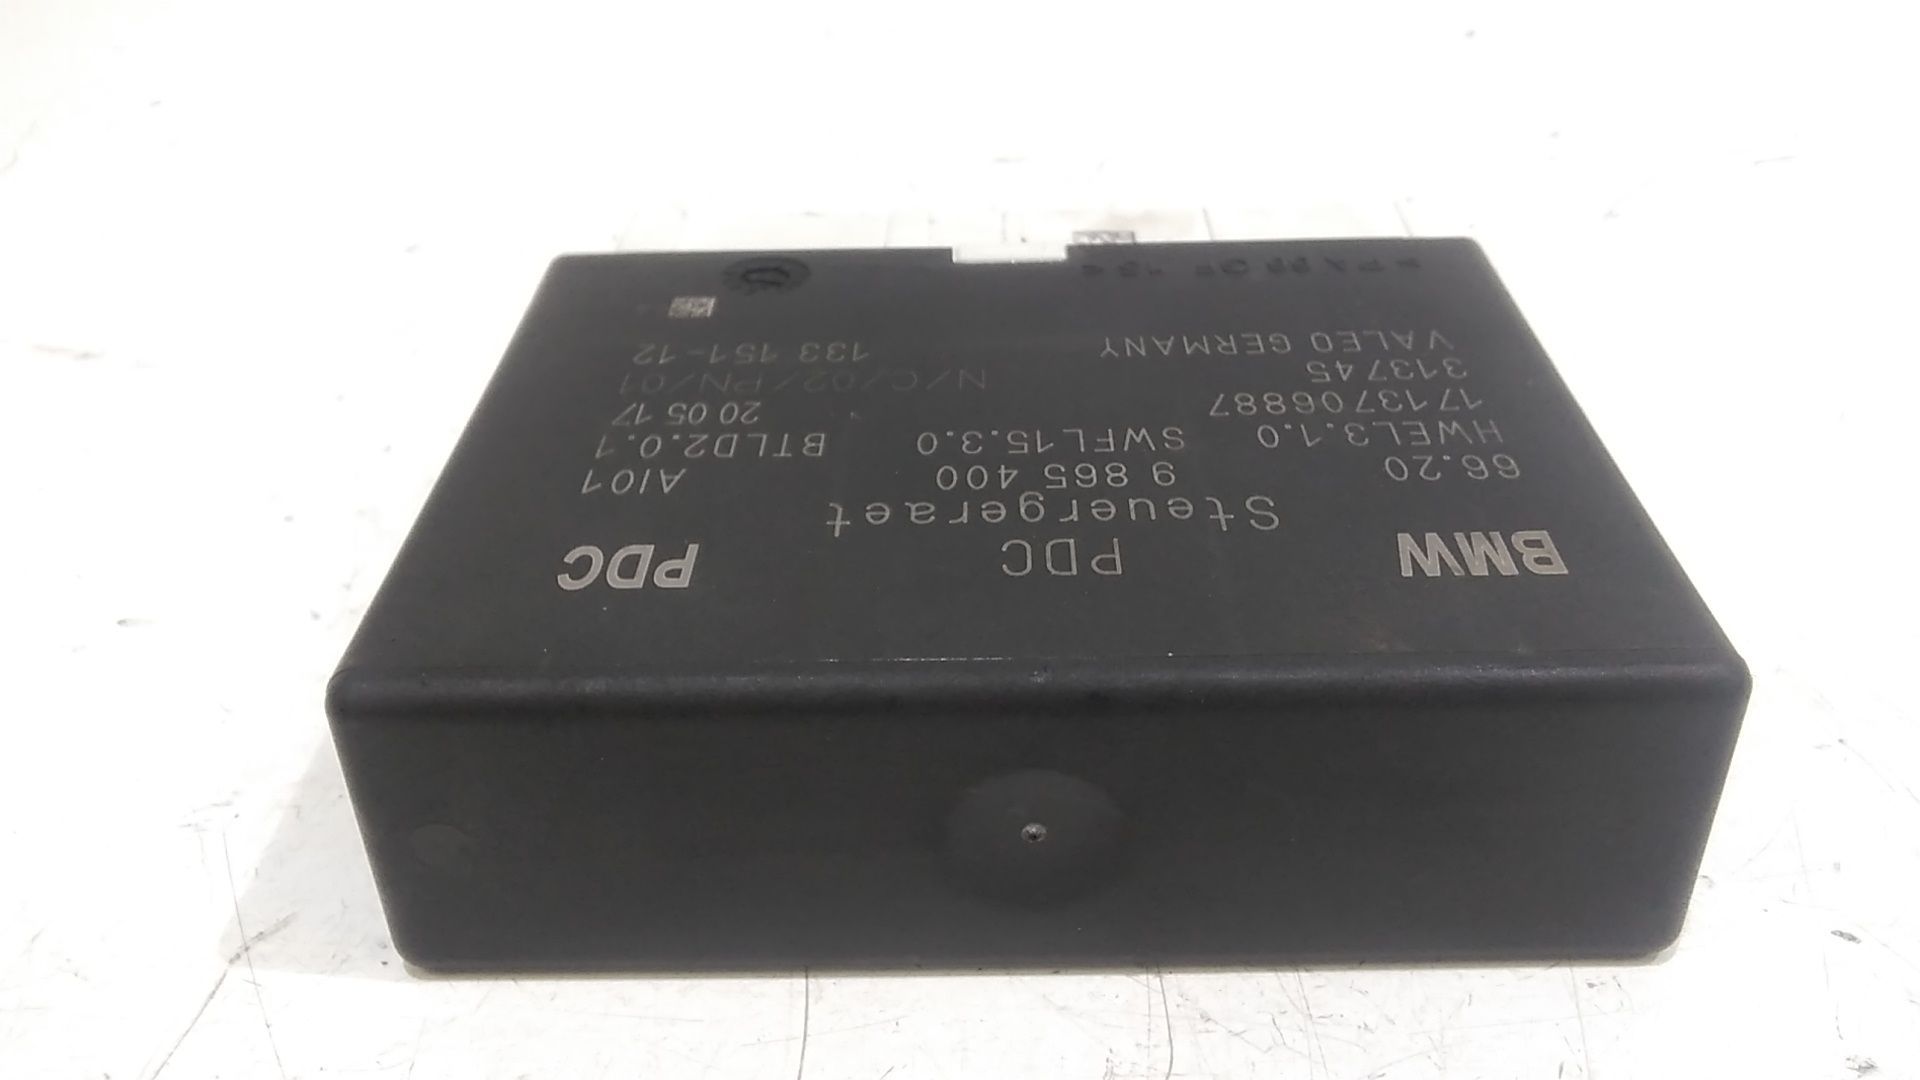 BMW PDC PDC
Steuergeraet
66.20 9 865 400 AI01
HWEL3.1.0 SWFL15.3.0 BTLD2.0.1
1713706887 20 05 17
313745 N/C/02/PN/01
VALEO GERMANY 133 151-12